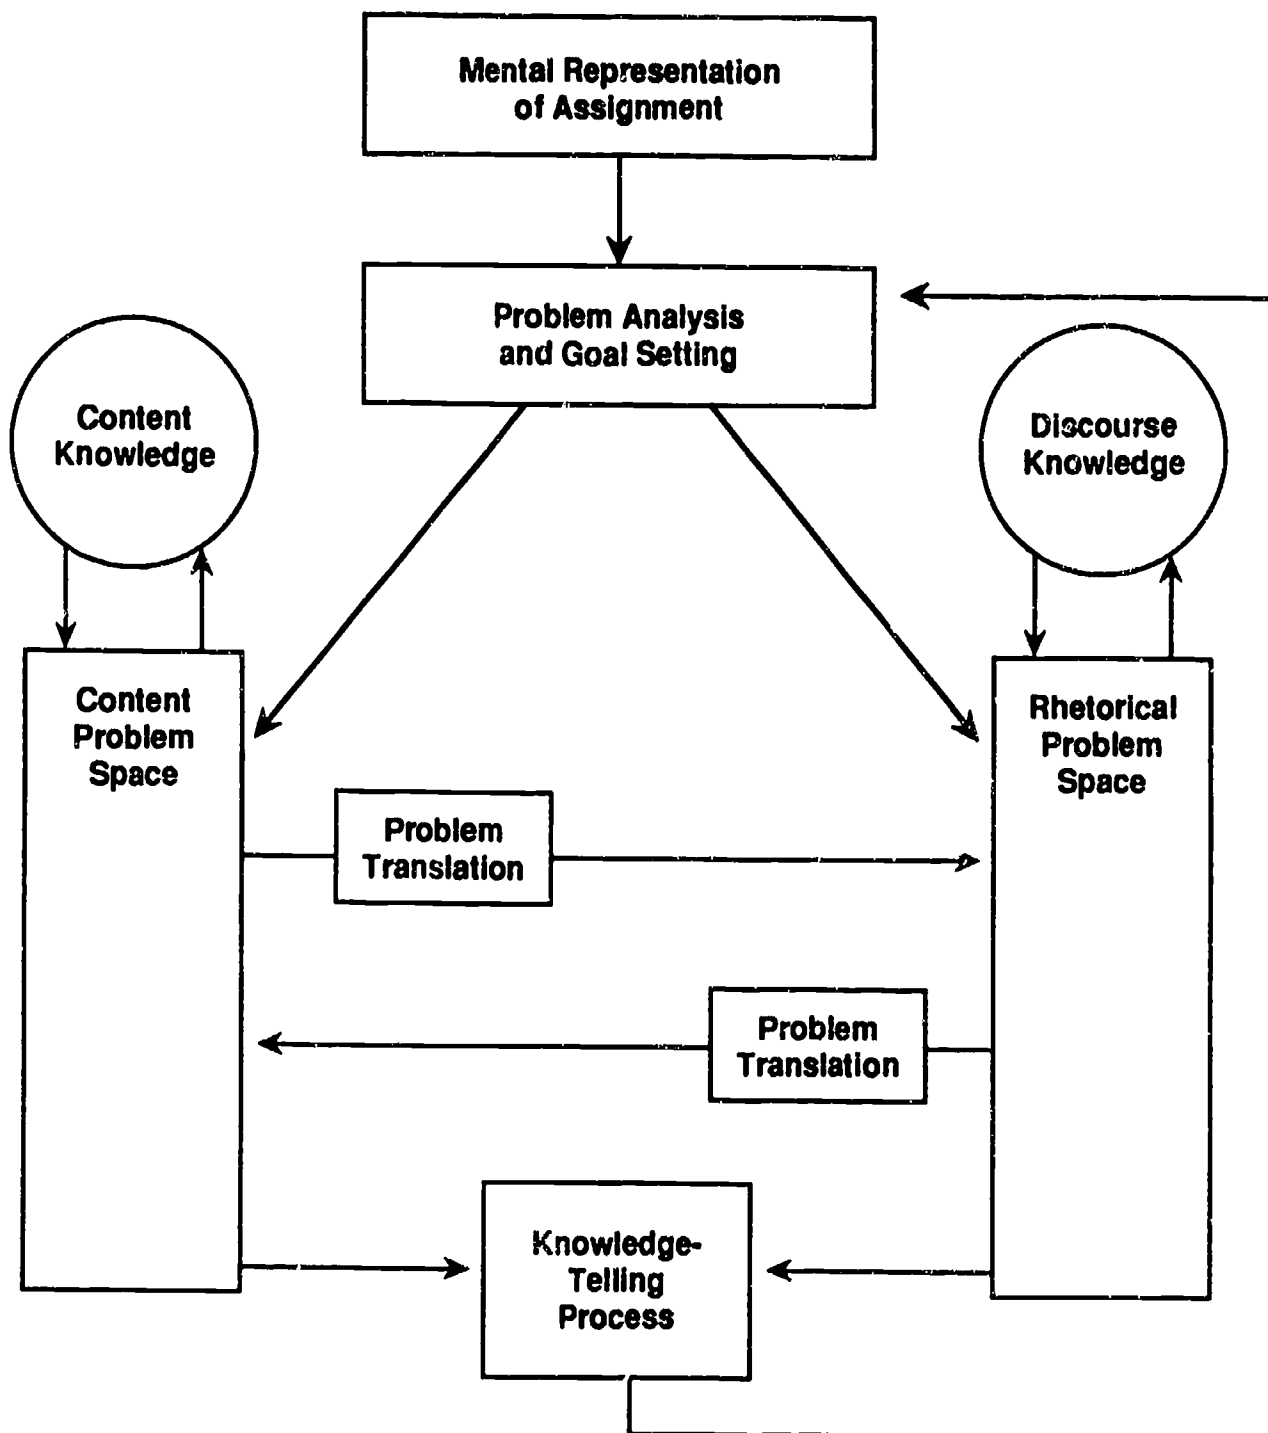 Mental Representation
of Assignment
Problem Analysis
and Goal Setting
Content
Knowledge
Discourse
Knowledge
Content
Problem
Space
Rhetorical
Problem
Space
Problem
Translation
Problem
Translation
Knowledge-
Telling
Process